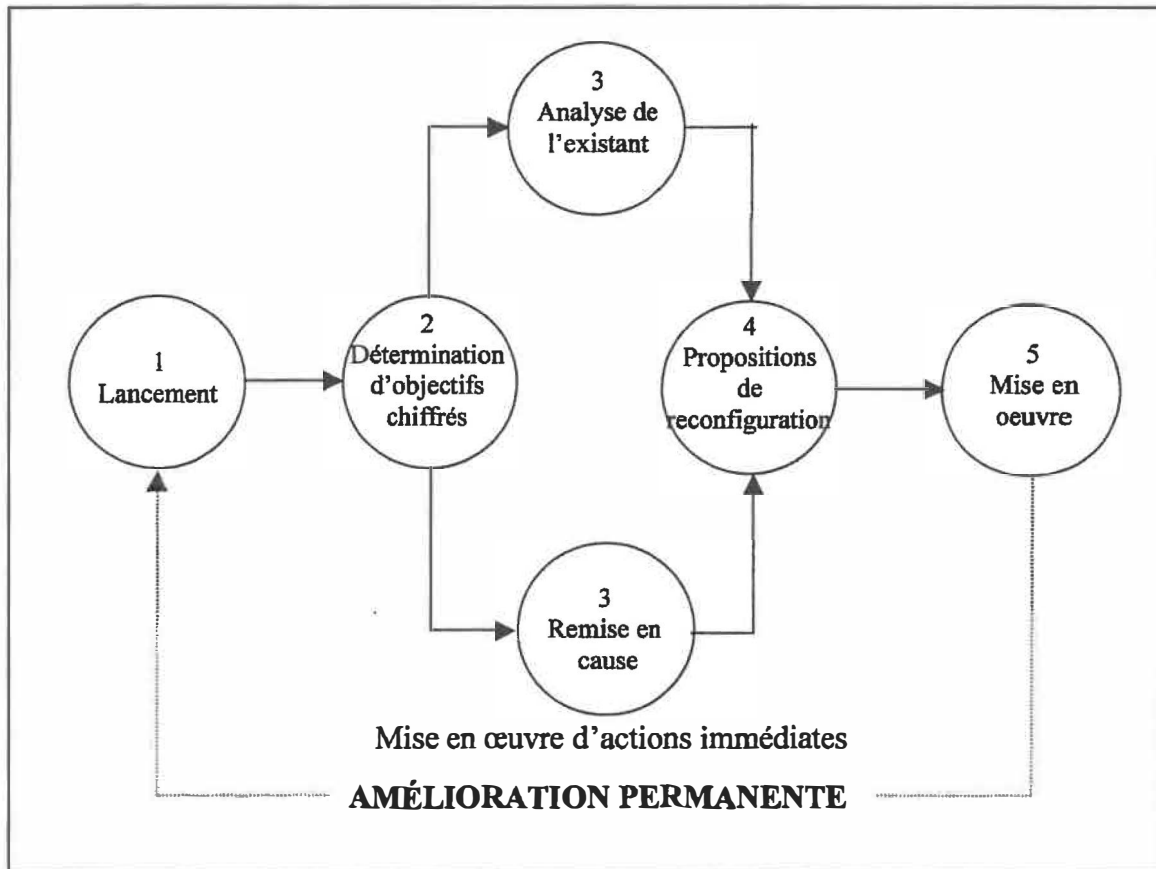 3
Analyse de
l'existant
1
Lancement
2
Détermination
d'objectifs
chiffrés
4
Propositions
de
reconfiguration
5
Mise en
oeuvre
3
Remise en
cause
Mise en œuvre d'actions immédiates
AMÉLIORATION PERMANENTE